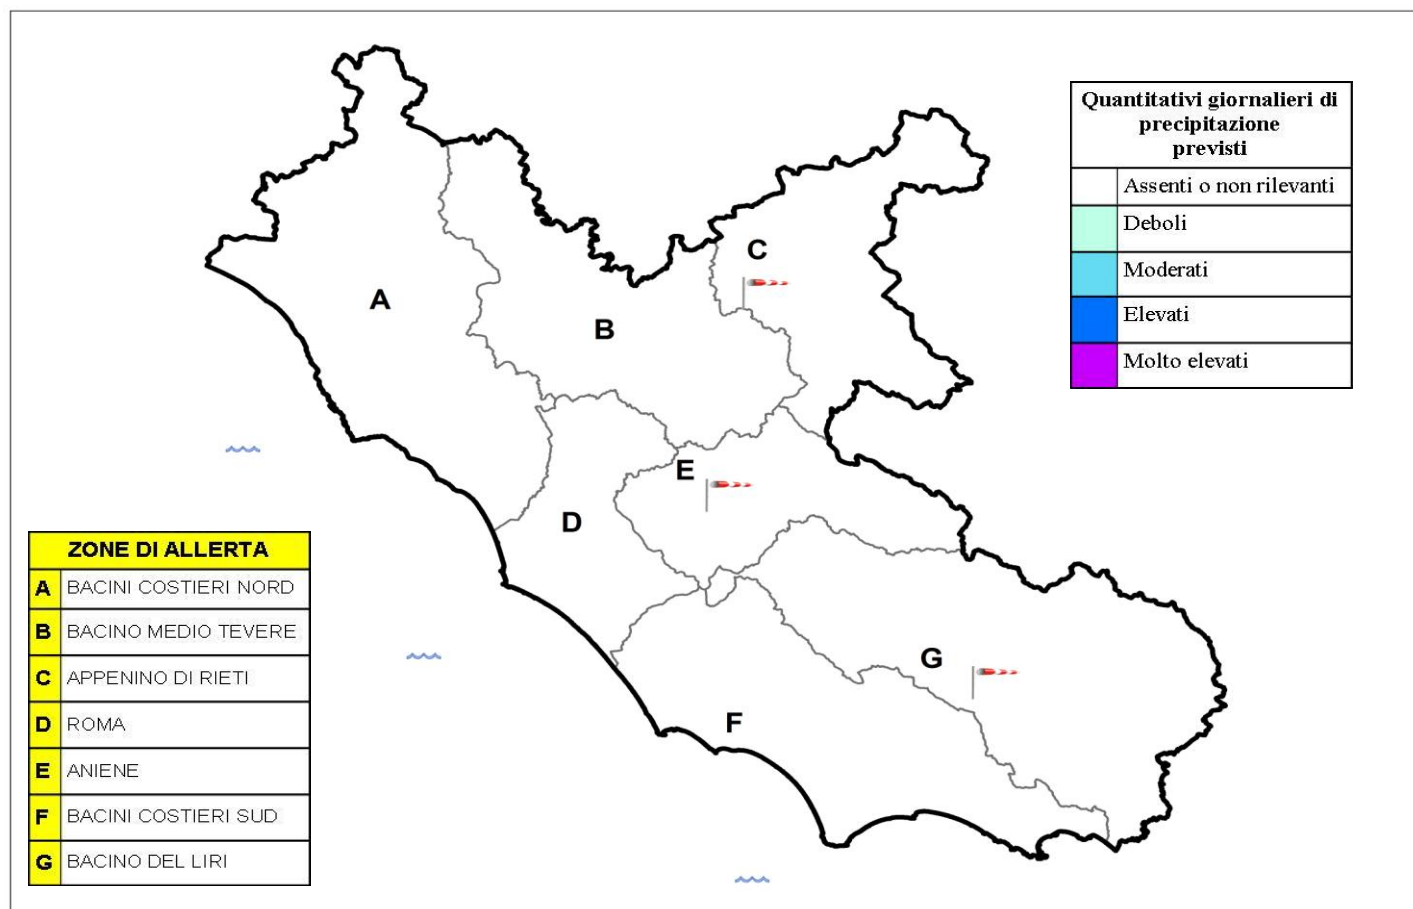 Quantitativi giornalieri di
precipitazione
previsti
Assenti o non rilevanti
Deboli
Moderati
Elevati
Molto elevati
C
A
B
E
D
G
F
ZONE DI ALLERTA
A BACINI COSTIERI NORD
B BACINO MEDIO TEVERE
C APPENINO DI RIETI
D ROMA
E ANIENE
F BACINI COSTIERI SUD
G BACINO DEL LIRI